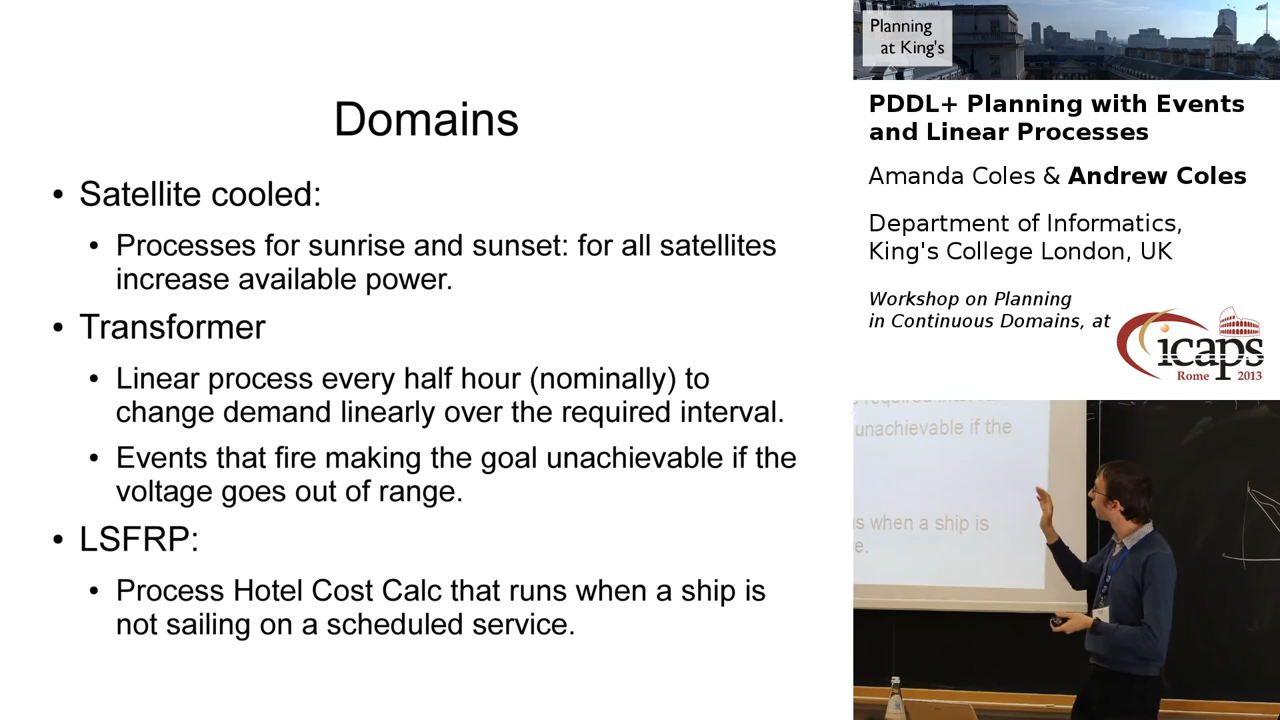 Domains
• Satellite cooled:
• Processes for sunrise and sunset: for all satellites
increase available power.
• Transformer
• Linear process every half hour (nominally) to
change demand linearly over the required interval.
• Events that fire making the goal unachievable if the
voltage goes out of range.
• LSFRP:
• Process Hotel Cost Calc that runs when a ship is
not sailing on a scheduled service.
Planning
at King's
PDDL+ Planning with Events
and Linear Processes
Amanda Coles & Andrew Coles
Department of Informatics,
King's College London, UK
Workshop on Planning
in Continuous Domains, at
icaps
Rome 2013
required
unachievable if the
s when a ship is
e.